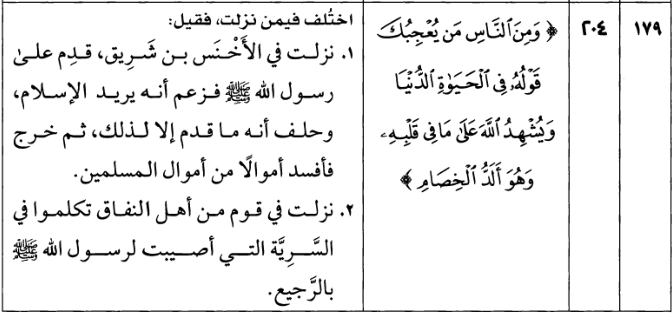 ١٧٩
٢٠٤
﴿ وَمِنَ ٱلنَّاسِ مَن يُعْجِبُكَ
قَوْلُهُۥ فِي ٱلْحَيَوٰةِ ٱلدُّنْيَا
وَيُشْهِدُ ٱللَّهَ عَلَىٰ مَا فِي قَلْبِهِۦ
وَهُوَ أَلَدُّ ٱلْخِصَامِ ﴾
اختُلف فيمن نزلت، فقيل:
١. نزلت في الأَخْنَس بن شَرِيق، قدِم علىٰ
رسول الله ﷺ فزعم أنه يريد الإسلام،
وحلف أنه ما قدم إلا لذلك، ثم خرج
فأفسد أموالًا من أموال المسلمين.
٢. نزلت في قوم من أهل النفاق تكلموا في
السَّرِيَّة التي أصيبت لرسول الله ﷺ
بالرَّجيع.